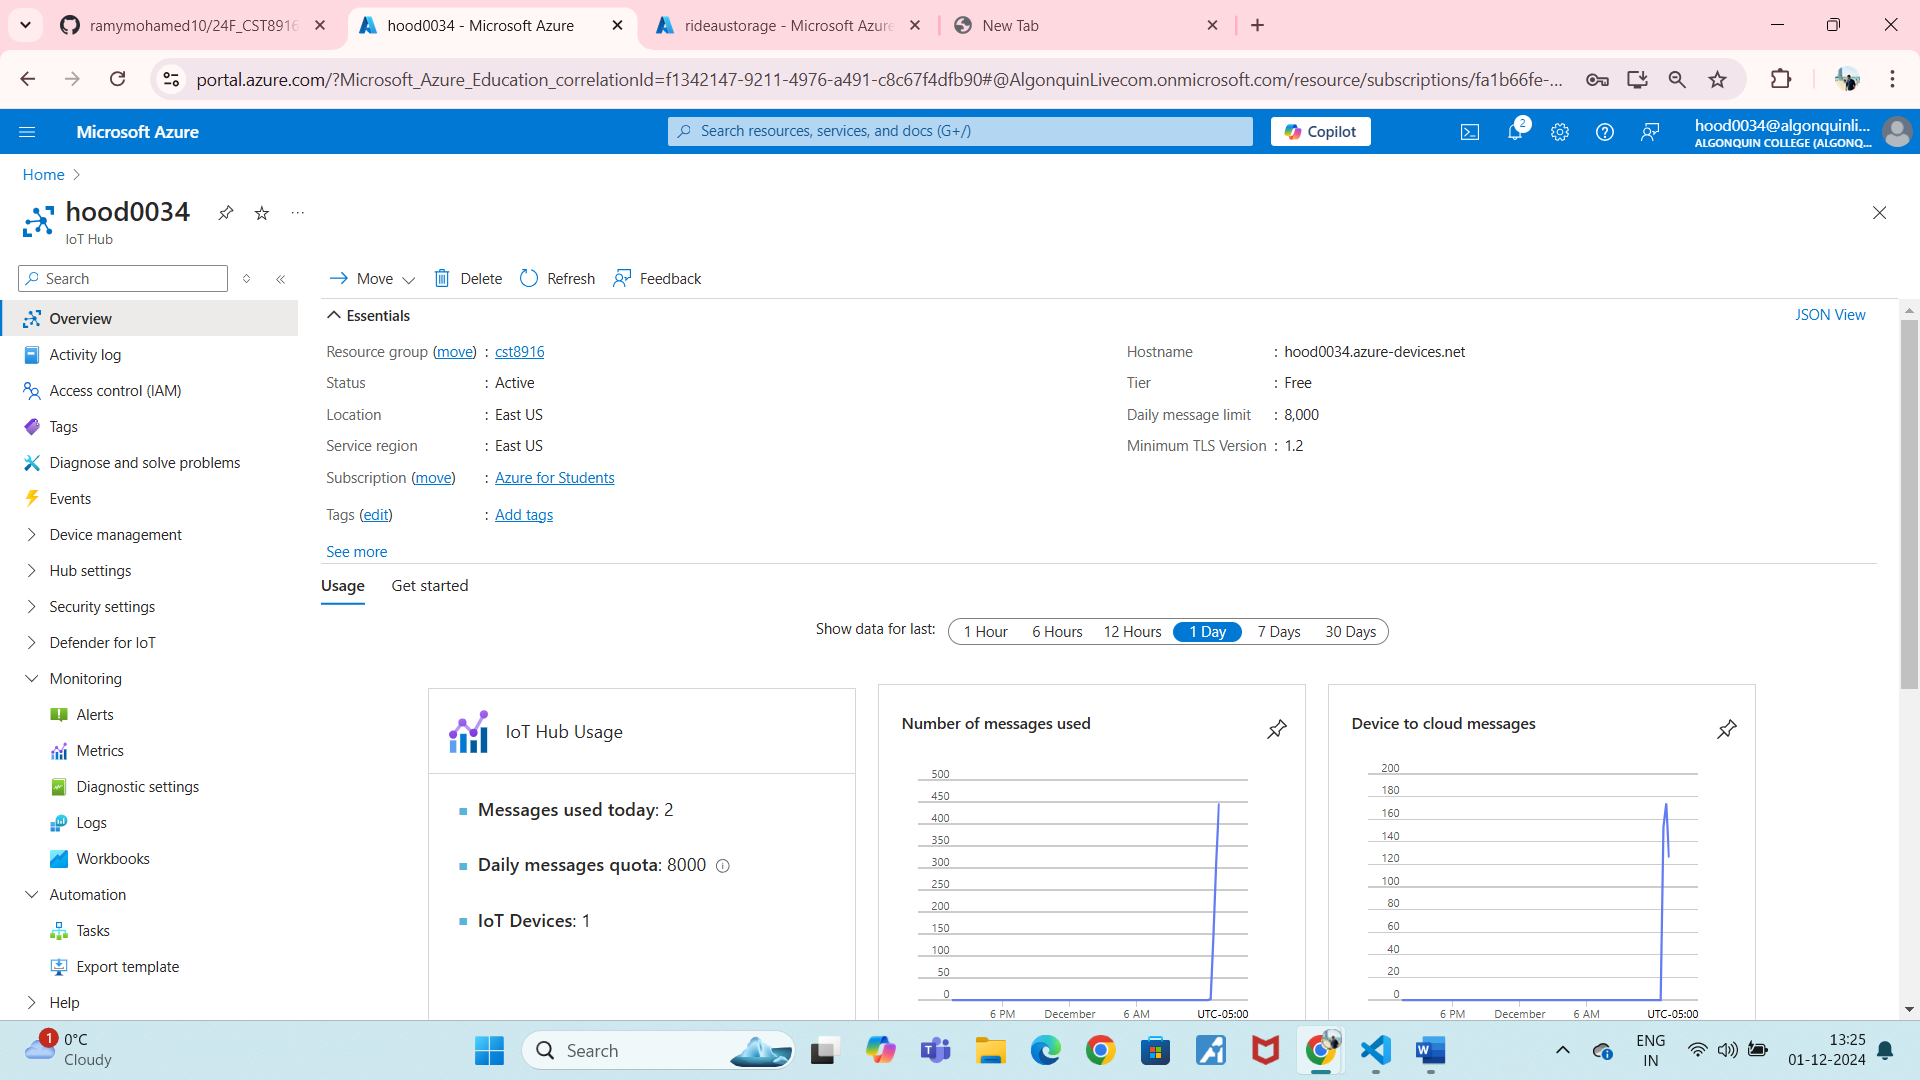 ramymohamed10/24F_CST8916
hood0034 - Microsoft Azure
rideaustorage - Microsoft Azure
New Tab
portal.azure.com/?Microsoft_Azure_Education_correlationId=f1342147-9211-4976-a491-c8c67f4dfb90#@AlgonquinLivecom.onmicrosoft.com/resource/subscriptions/fa1b66fe-...
Microsoft Azure
Search resources, services, and docs (G+/)
Copilot
2
hood0034@algonquinli...
ALGONQUIN COLLEGE (ALGONQ...
Home
hood0034
IoT Hub
Search
Move
Delete
Refresh
Feedback
Overview
Activity log
Access control (IAM)
Tags
Diagnose and solve problems
Events
Device management
Hub settings
Security settings
Defender for IoT
Monitoring
Alerts
Metrics
Diagnostic settings
Logs
Workbooks
Automation
Tasks
Export template
Help
Essentials
JSON View
Resource group (move) : cst8916
Status : Active
Location : East US
Service region : East US
Subscription (move) : Azure for Students
Tags (edit) : Add tags
See more
Hostname : hood0034.azure-devices.net
Tier : Free
Daily message limit : 8,000
Minimum TLS Version : 1.2
Usage
Get started
Show data for last:
1 Hour
6 Hours
12 Hours
1 Day
7 Days
30 Days
IoT Hub Usage
Messages used today: 2
Daily messages quota: 8000
IoT Devices: 1
Number of messages used
500
450
400
350
300
250
200
150
100
50
0
6 PM December 6 AM UTC-05:00
Device to cloud messages
200
180
160
140
120
100
80
60
40
20
0
6 PM December 6 AM UTC-05:00
1
0°C
Cloudy
Search
ENG
IN
13:25
01-12-2024